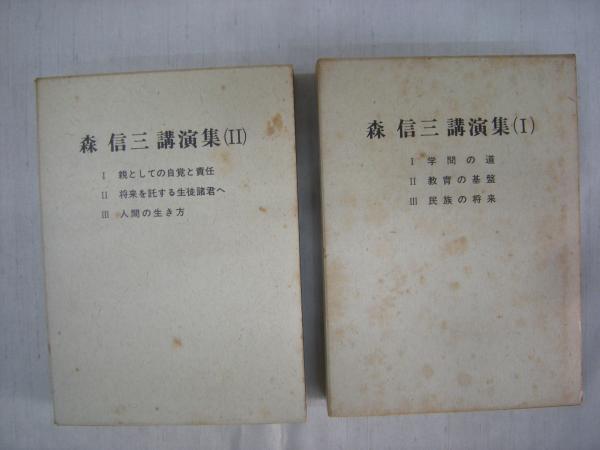 森 信三 講演集(II)
I 親としての自覚と責任
II 将来を託する生徒諸君へ
III 人間の生き方
森 信三 講演集(I)
I 学問の道
II 教育の基盤
III 民族の将来